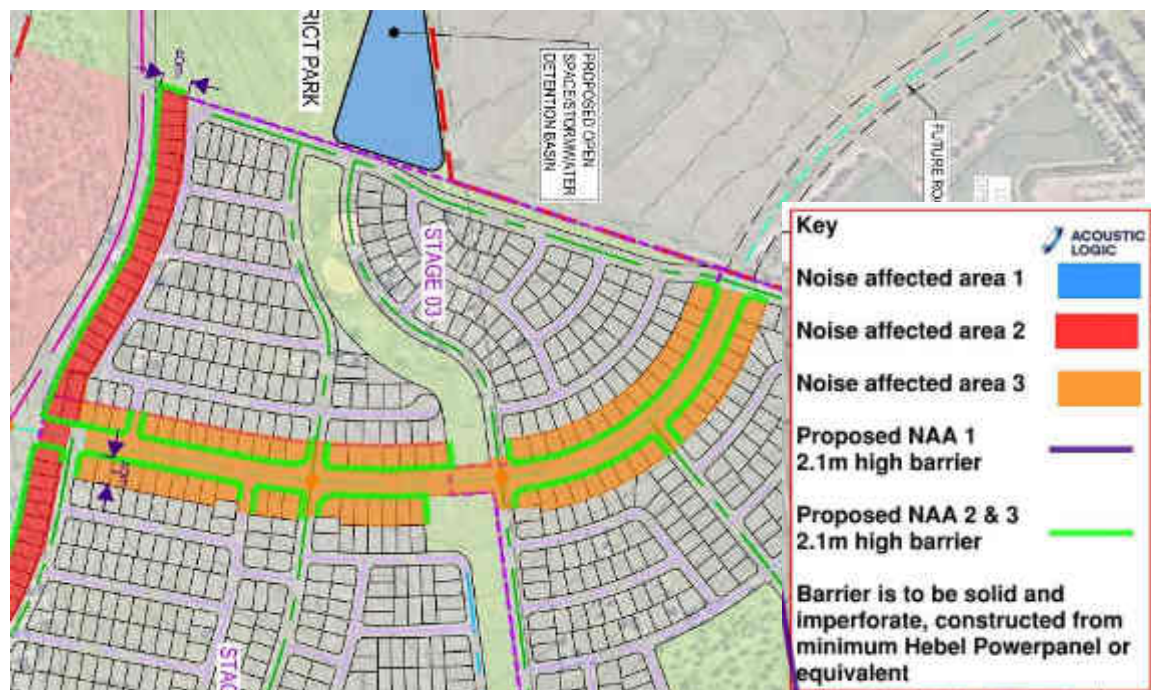 RICT PARK
40m
PROPOSED OPEN
SPACE/STORMWATER
DETENTION BASIN
FUTURE RO
STAGE 03
STAG
Key
ACOUSTIC
LOGIC
Noise affected area 1
Noise affected area 2
Noise affected area 3
Proposed NAA 1
2.1m high barrier
Proposed NAA 2 & 3
2.1m high barrier
Barrier is to be solid and
imperforate, constructed from
minimum Hebel Powerpanel or
equivalent